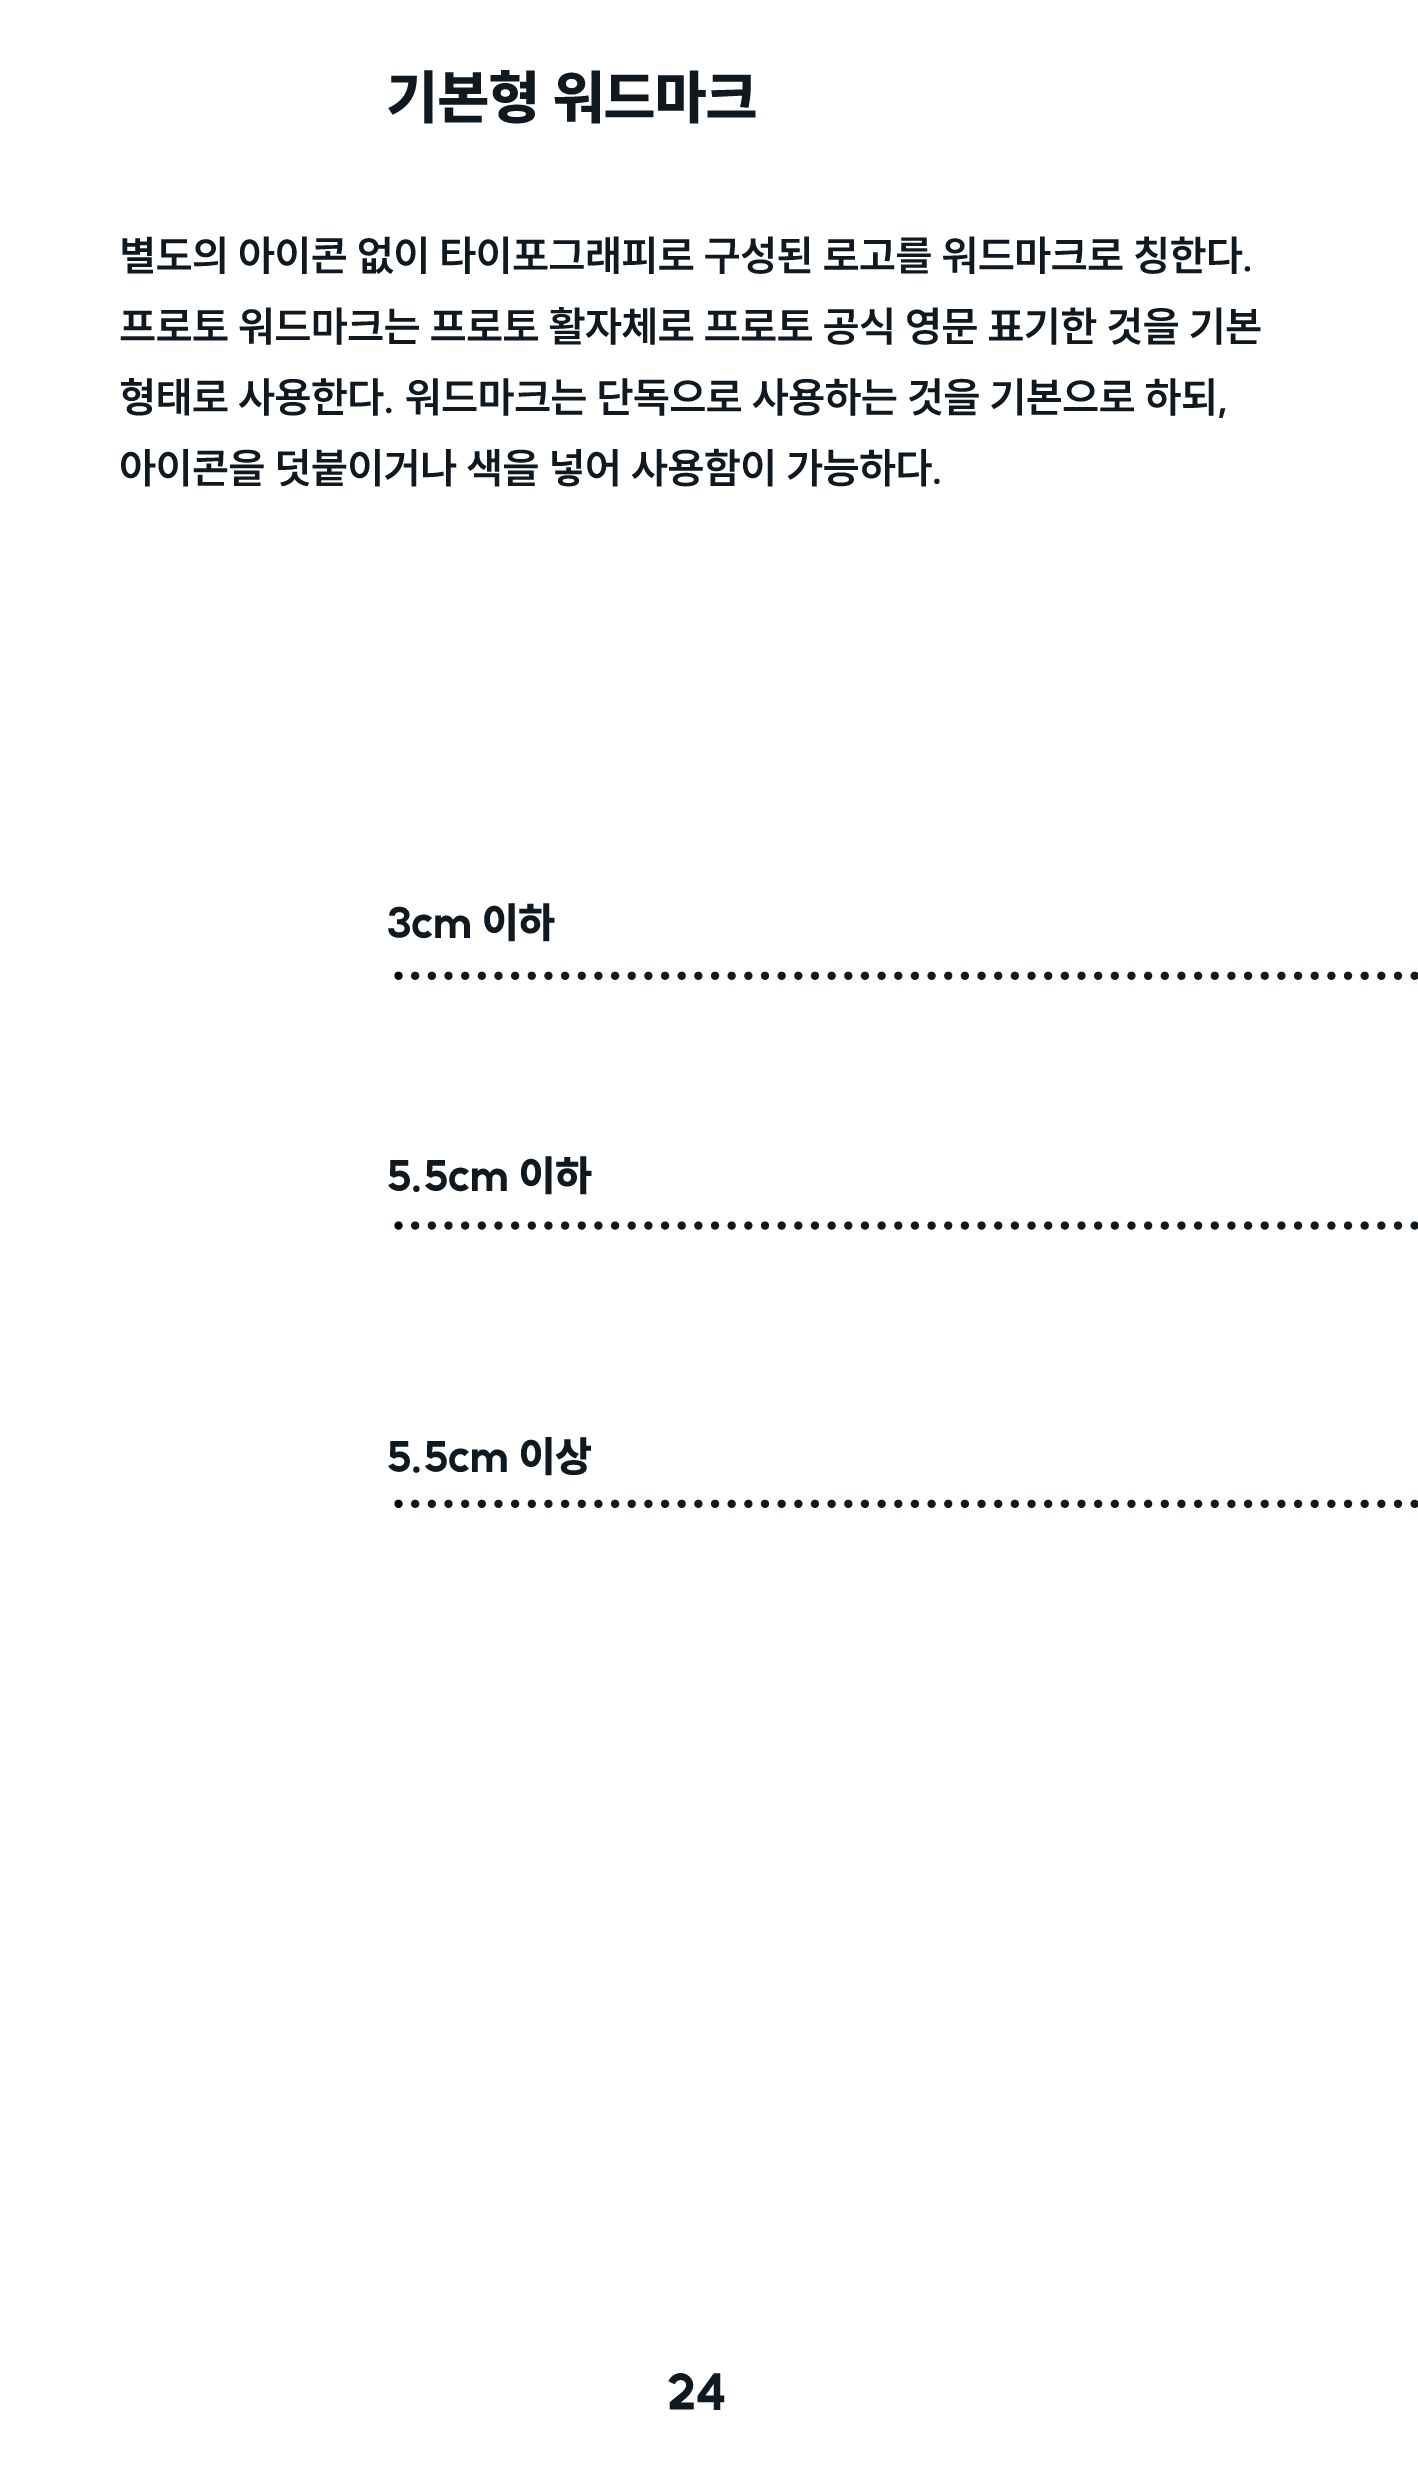 기본형 워드마크
별도의 아이콘 없이 타이포그래피로 구성된 로고를 워드마크로 칭한다.
프로토 워드마크는 프로토 활자체로 프로토 공식 영문 표기한 것을 기본
형태로 사용한다. 워드마크는 단독으로 사용하는 것을 기본으로 하되,
아이콘을 덧붙이거나 색을 넣어 사용함이 가능하다.
3cm 이하
5.5cm 이하
5.5cm 이상
24